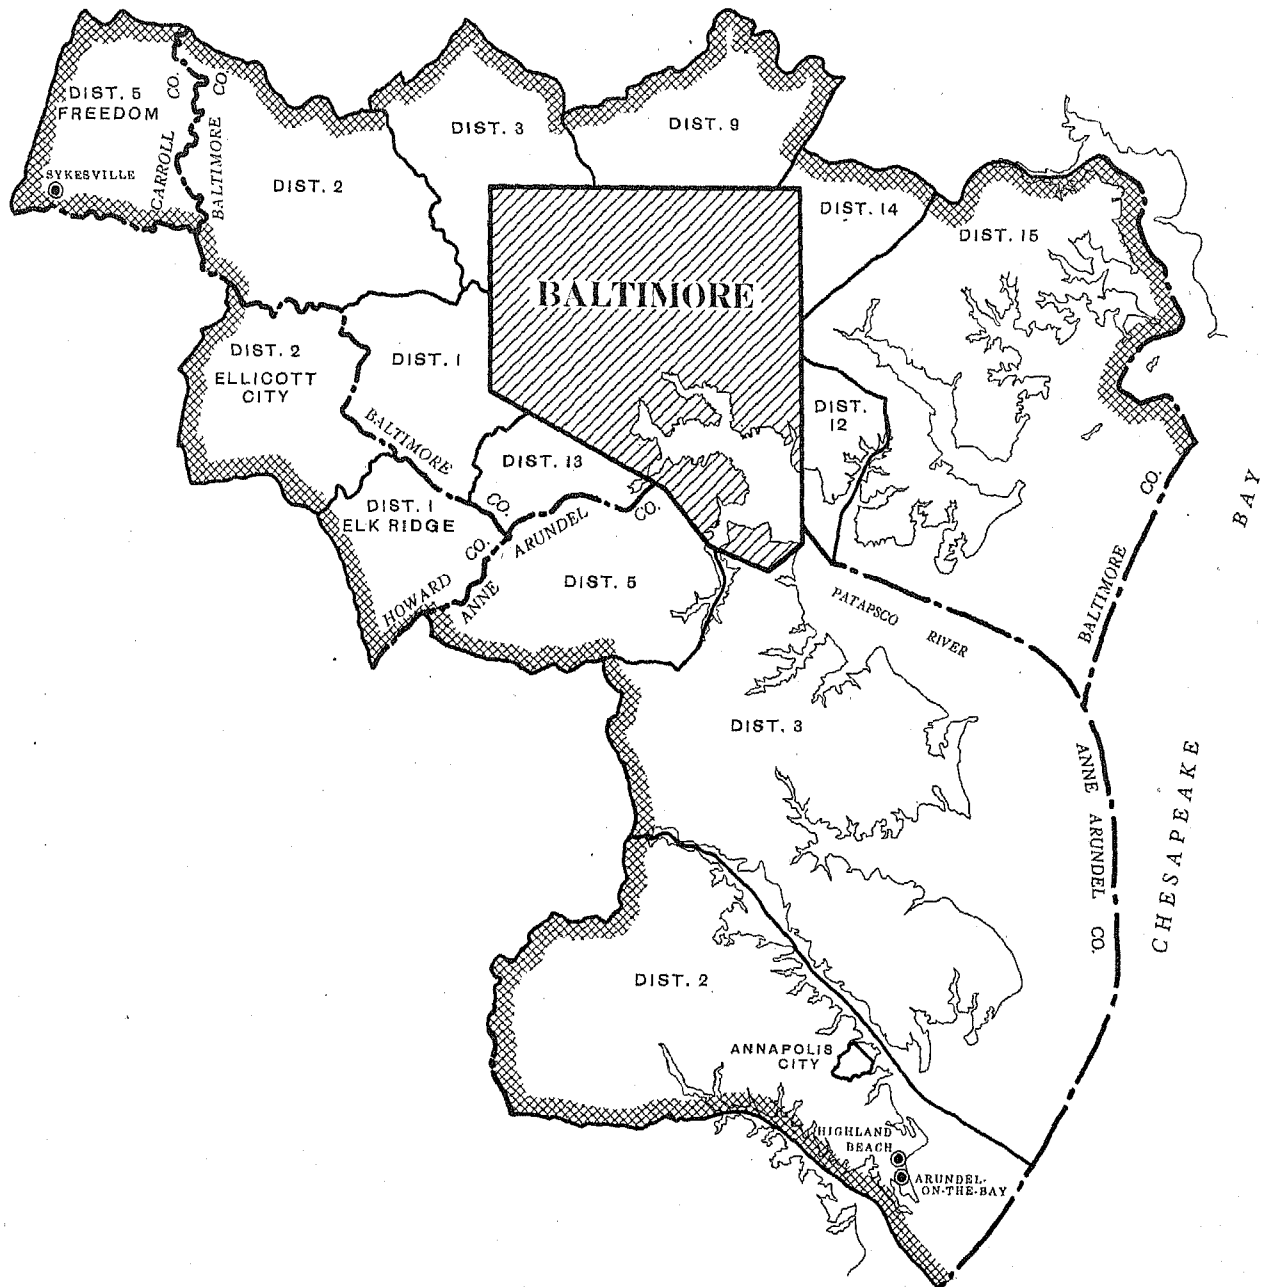 DIST. 5
FREEDOM
SYKESVILLE
CARROLL CO.
BALTIMORE CO.
DIST. 2
DIST. 3
DIST. 9
DIST. 14
DIST. 15
BALTIMORE
DIST. 2
ELLICOTT
CITY
DIST. 1
DIST.
12
BALTIMORE CO.
DIST. 13
DIST. 1
ELK RIDGE
HOWARD CO.
ANNE ARUNDEL CO.
DIST. 5
PATAPSCO RIVER
BALTIMORE CO.
CHESAPEAKE BAY
DIST. 3
ANNE ARUNDEL CO.
DIST. 2
ANNAPOLIS
CITY
HIGHLAND
BEACH
ARUNDEL-
ON-THE-BAY